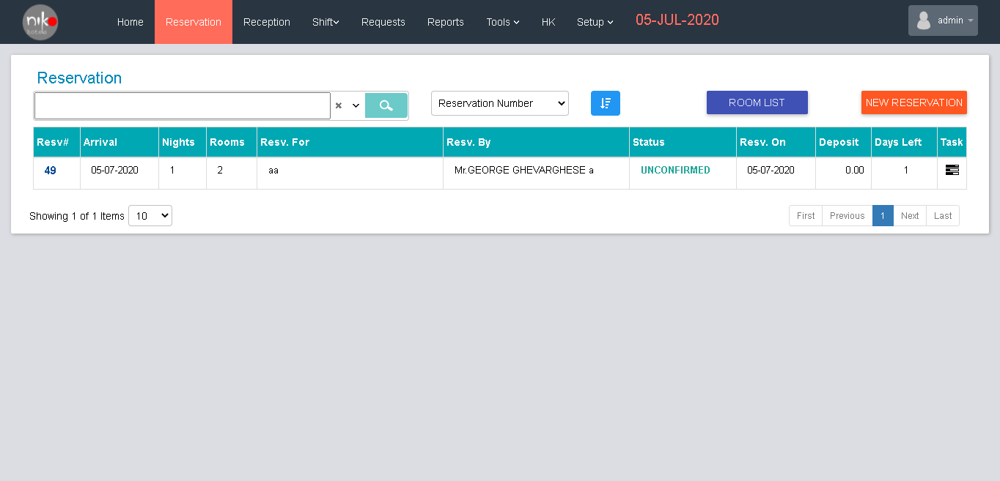 niko
hotels
Home Reservation Reception Shift Requests Reports Tools HK Setup 05-JUL-2020 admin
Reservation
Reservation Number ROOM LIST NEW RESERVATION
Resv# Arrival Nights Rooms Resv. For Resv. By Status Resv. On Deposit Days Left Task
49 05-07-2020 1 2 aa Mr.GEORGE GHEVARGHESE a UNCONFIRMED 05-07-2020 0.00 1
Showing 1 of 1 Items 10 First Previous 1 Next Last